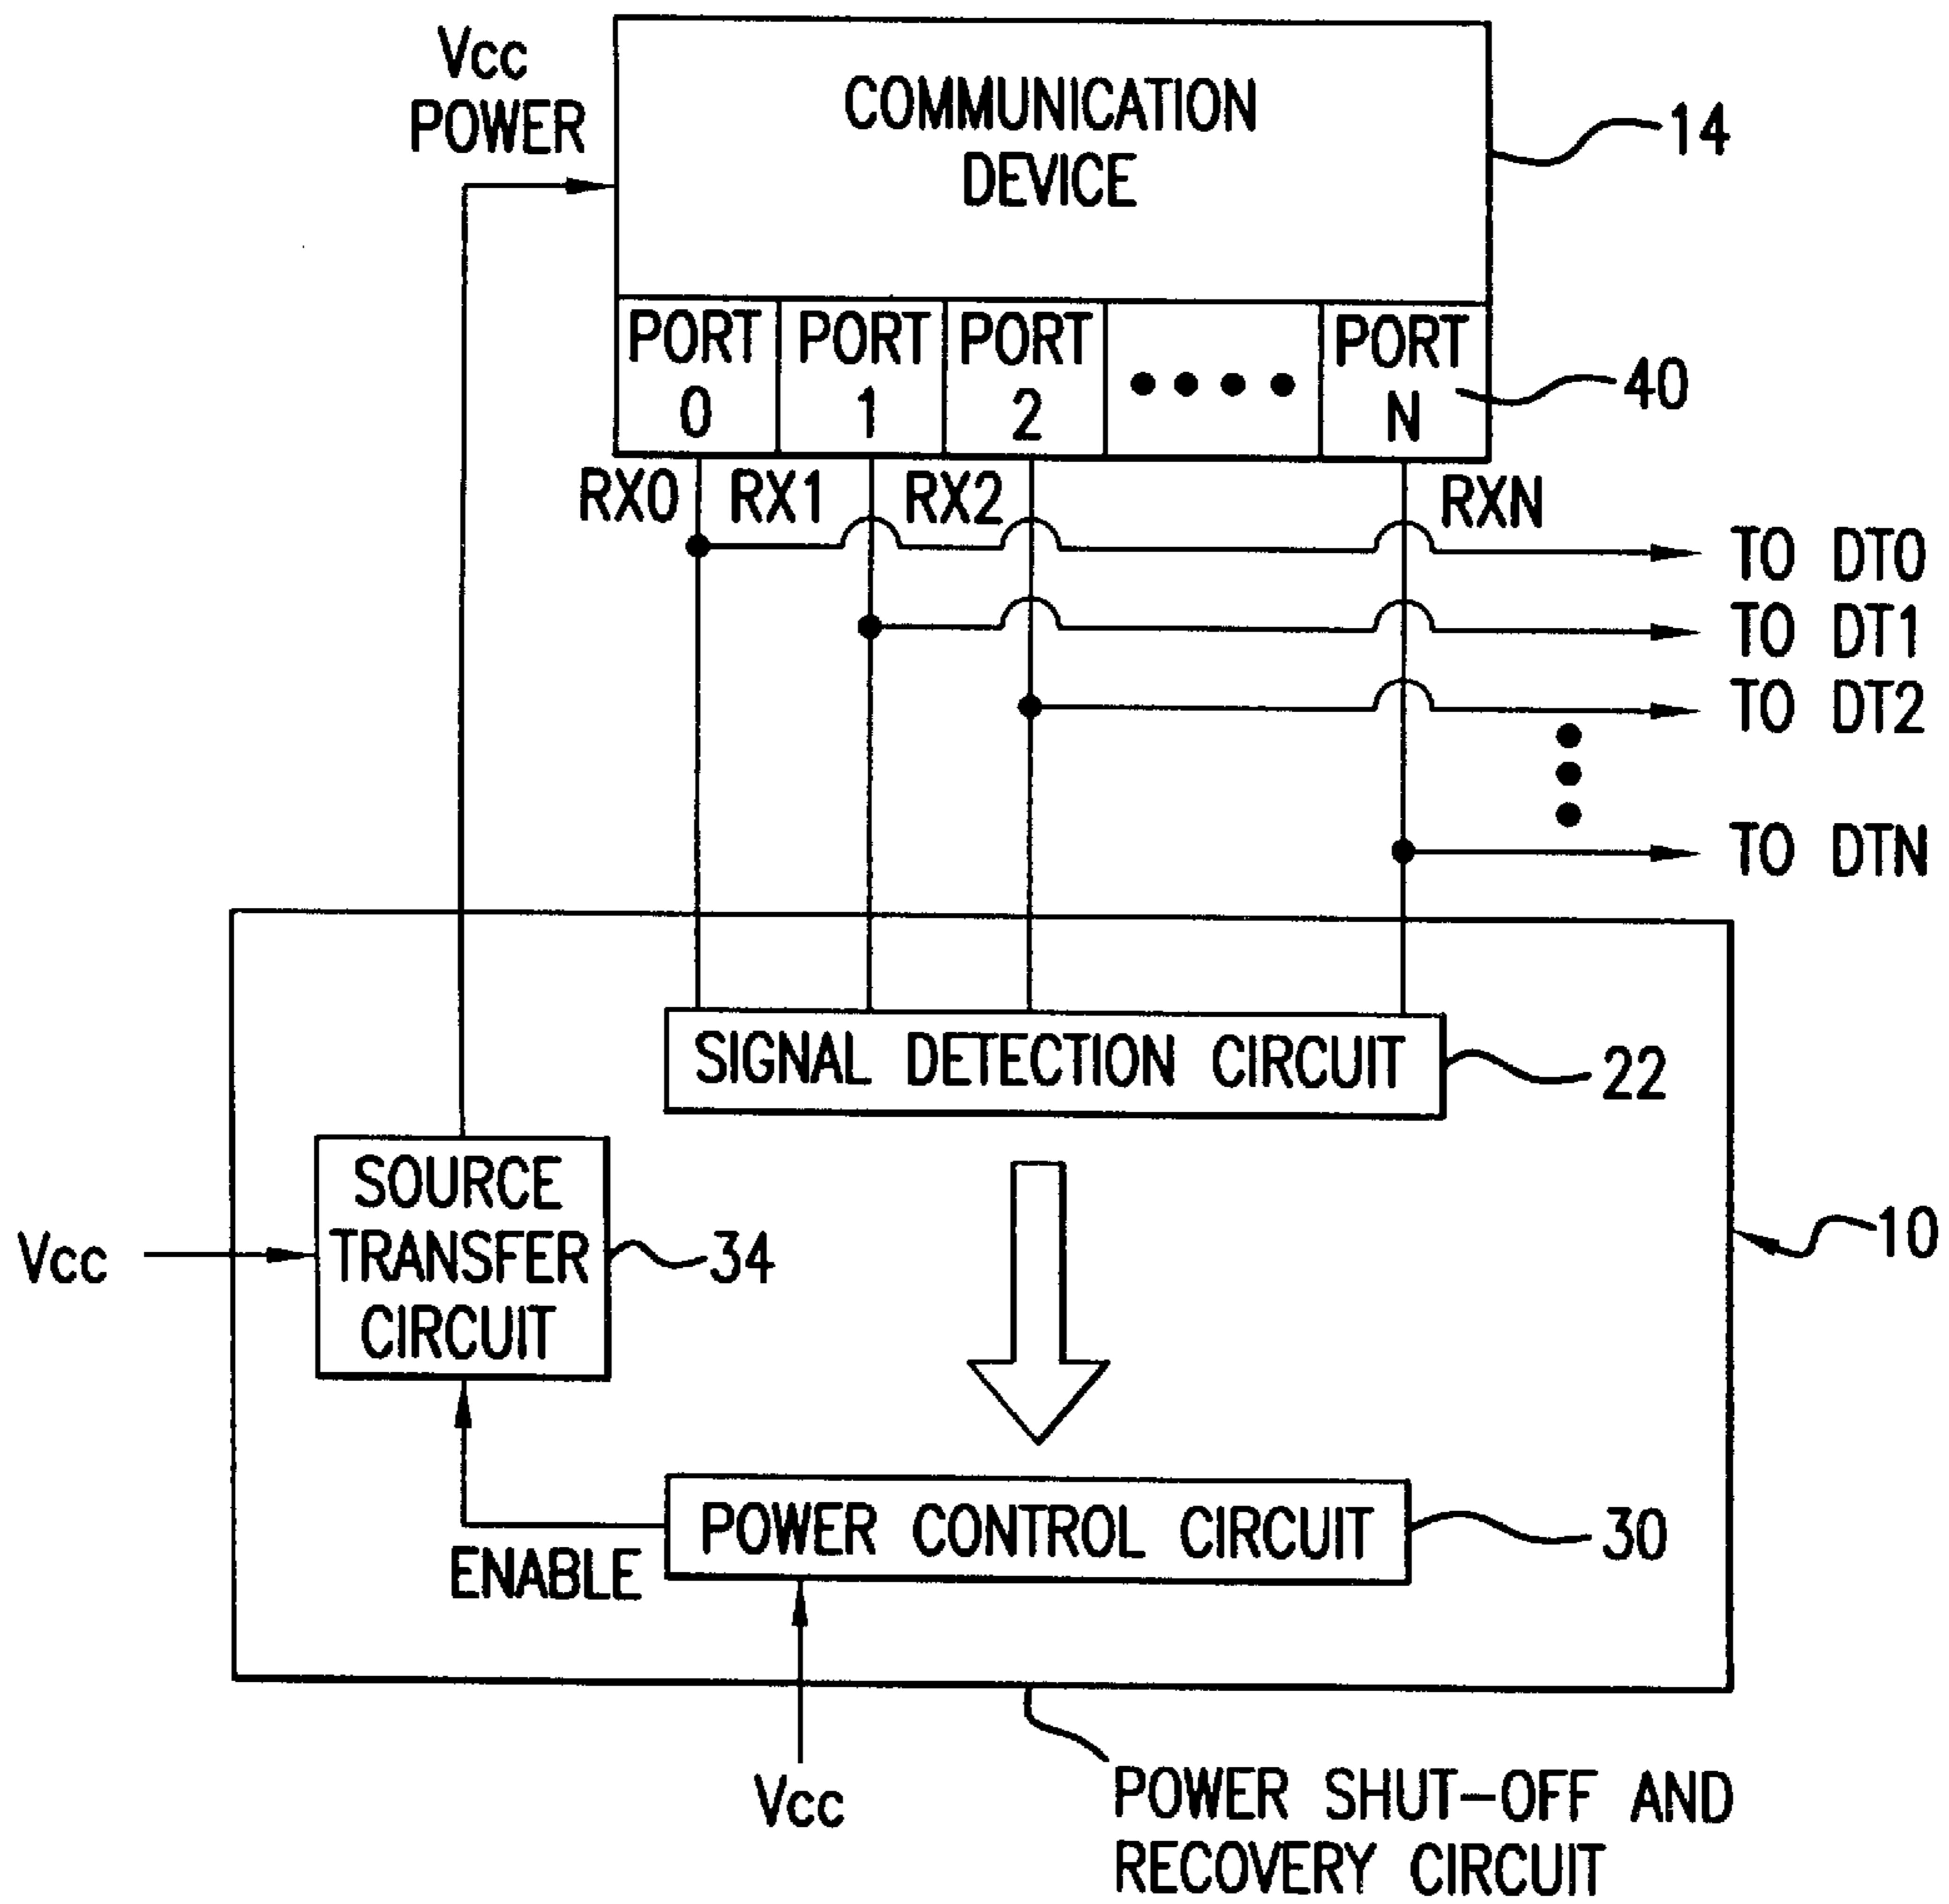 Vcc
POWER
COMMUNICATION
DEVICE
14
PORT
0
PORT
1
PORT
2
PORT
N
40
RX0
RX1
RX2
RXN
TO DT0
TO DT1
TO DT2
TO DTN
SIGNAL DETECTION CIRCUIT
22
SOURCE
TRANSFER
CIRCUIT
34
Vcc
10
POWER CONTROL CIRCUIT
30
ENABLE
Vcc
POWER SHUT-OFF AND
RECOVERY CIRCUIT